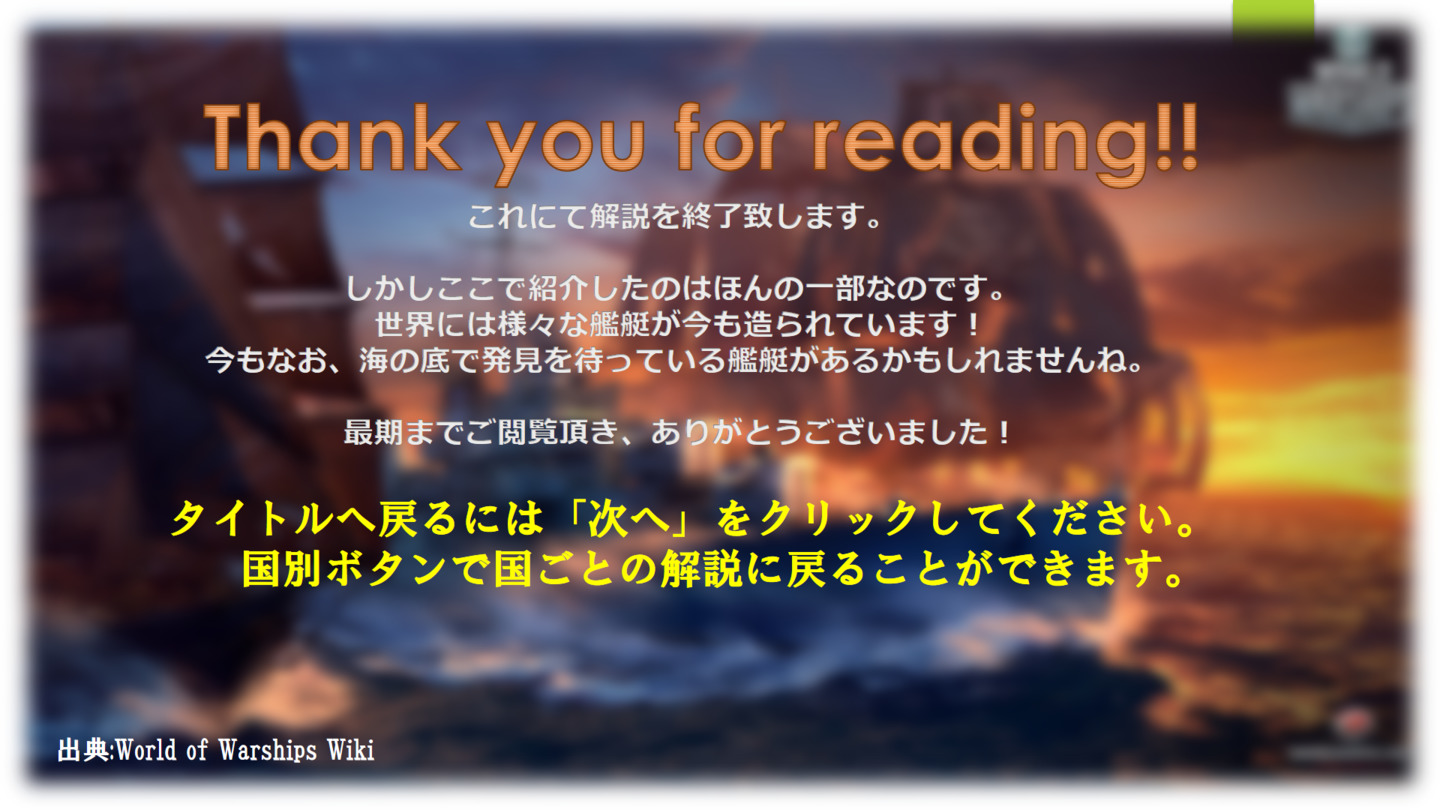 Thank you for reading!!
これにて解説を終了致します。
しかしここで紹介したのはほんの一部なのです。
世界には様々な艦艇が今も造られています！
今もなお、海の底で発見を待っている艦艇があるかもしれませんね。
最期までご閲覧頂き、ありがとうございました！
タイトルへ戻るには「次へ」をクリックしてください。
国別ボタンで国ごとの解説に戻ることができます。
出典:World of Warships Wiki